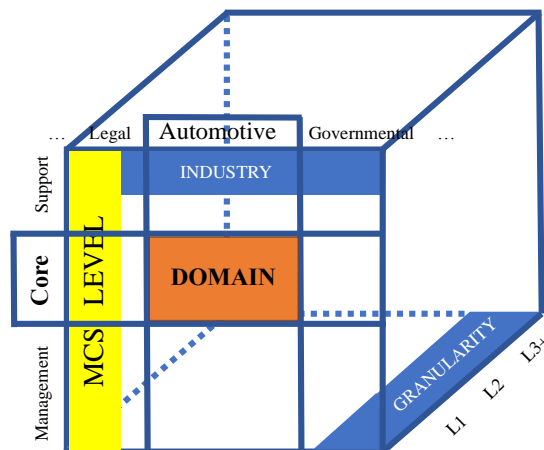 … Legal Automotive Governmental …
INDUSTRY
Support
Core
Management
MCS LEVEL
DOMAIN
GRANULARITY
L1
L2
L3+